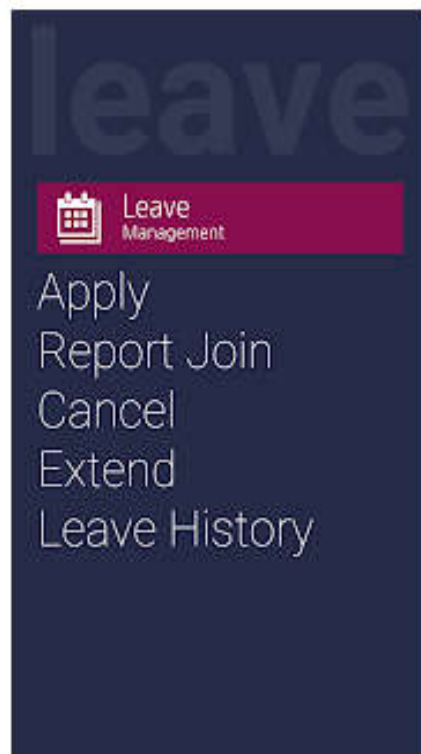 leave
Leave
Management
Apply
Report Join
Cancel
Extend
Leave History